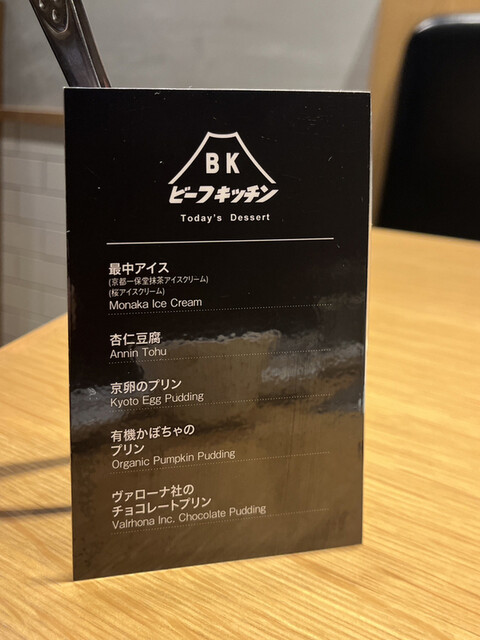 BK
ビーフキッチン
Today's Dessert
最中アイス
(京都一保堂抹茶アイスクリーム)
(桜アイスクリーム)
Monaka Ice Cream
杏仁豆腐
Annin Tohu
京卵のプリン
Kyoto Egg Pudding
有機かぼちゃの
プリン
Organic Pumpkin Pudding
ヴァローナ社の
チョコレートプリン
Valrhona Inc. Chocolate Pudding